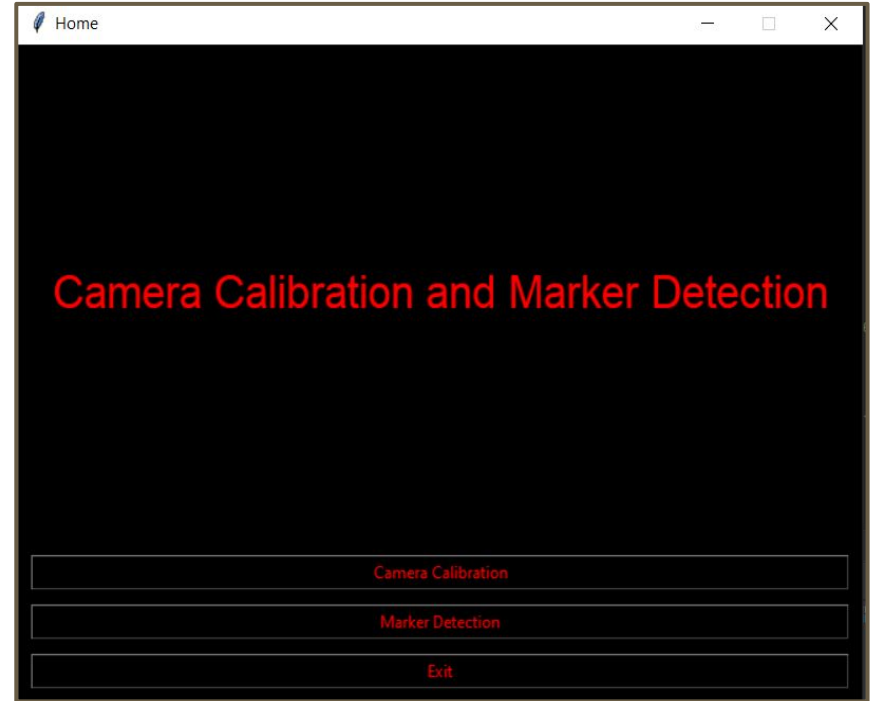 Home
Camera Calibration and Marker Detection
Camera Calibration
Marker Detection
Exit